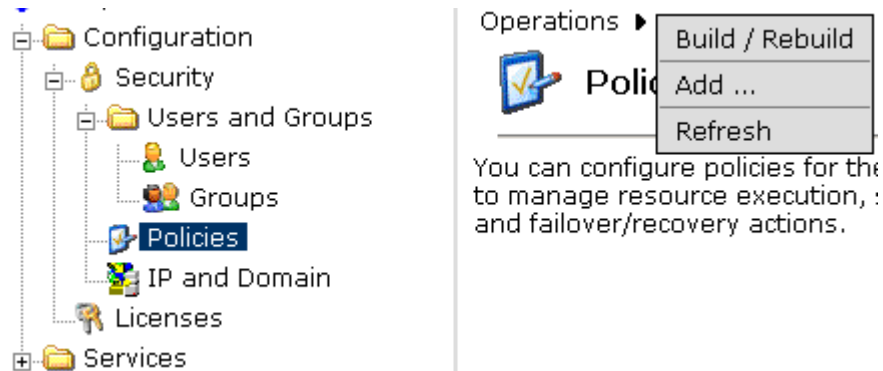 Configuration
Security
Users and Groups
Users
Groups
Policies
IP and Domain
Licenses
Services
Operations
Build / Rebuild
Add ...
Refresh
You can configure policies for the
to manage resource execution,
and failover/recovery actions.